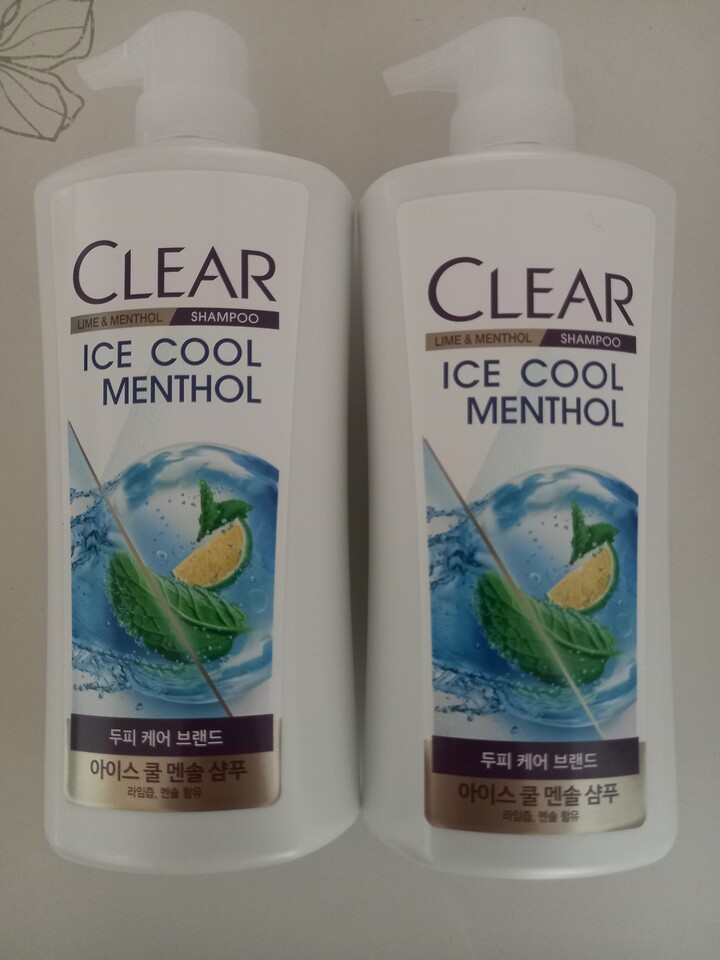 CLEAR
LIME & MENTHOL SHAMPOO
ICE COOL
MENTHOL
두피 케어 브랜드
아이스 쿨 멘솔 샴푸
라임즙, 멘솔 함유
CLEAR
LIME & MENTHOL SHAMPOO
ICE COOL
MENTHOL
두피 케어 브랜드
아이스 쿨 멘솔 샴푸
라임즙, 멘솔 함유